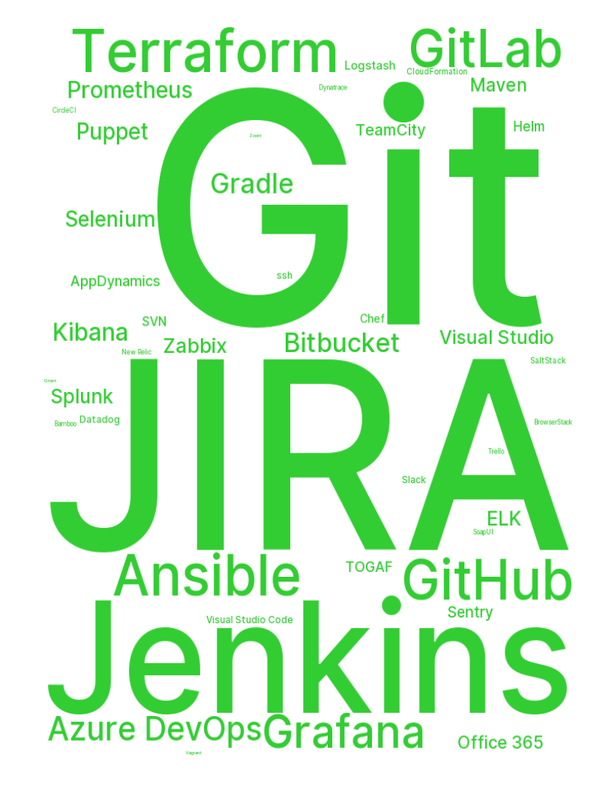 Terraform
GitLab
Logstash
CloudFormation
Prometheus
Dynatrace
Maven
Git
CircleCI
Puppet
TeamCity
Helm
Zoom
Gradle
Selenium
AppDynamics
ssh
SVN
Chef
Kibana
Zabbix
Bitbucket
Visual Studio
New Relic
SaltStack
JIRA
Splunk
Bamboo
Datadog
BrowserStack
Trello
Slack
ELK
SoapUI
Ansible
TOGAF
GitHub
Jenkins
Visual Studio Code
Sentry
Azure DevOps
Grafana
Office 365
Vagrant